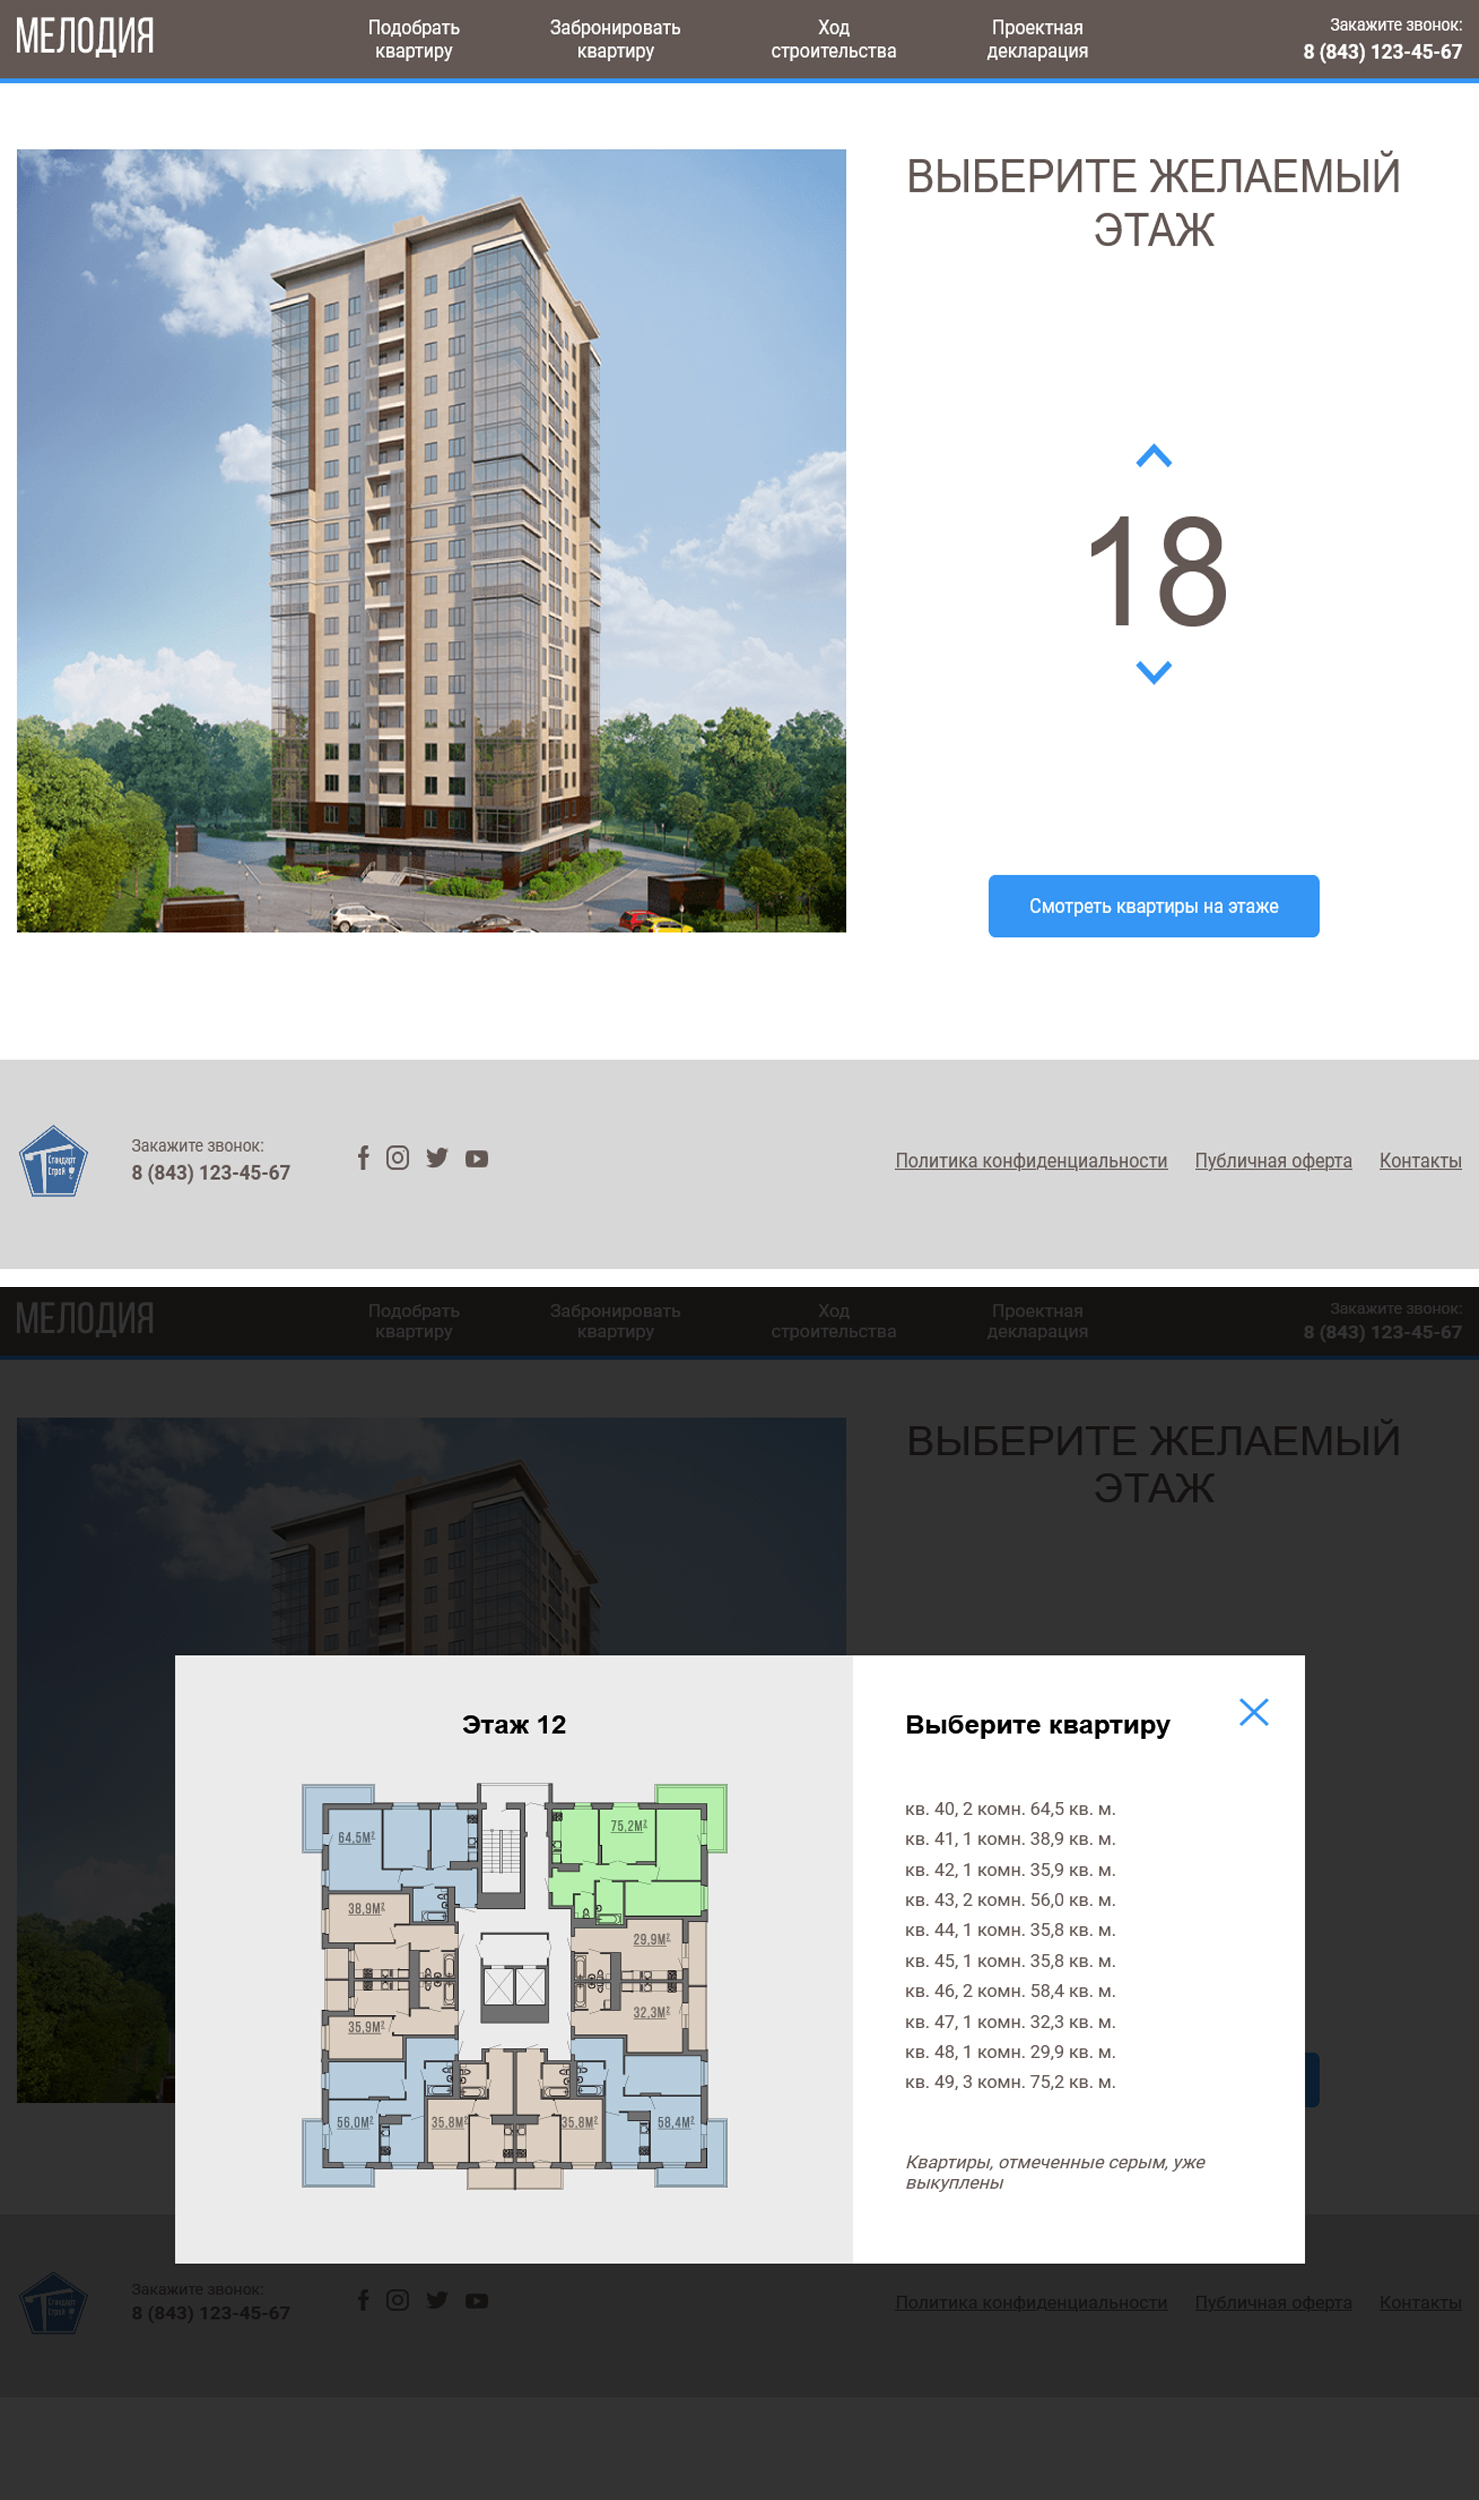 МЕЛОДИЯ
Подобрать
квартиру
Забронировать
квартиру
Ход
строительства
Проектная
декларация
Закажите звонок:
8 (843) 123-45-67
ВЫБЕРИТЕ ЖЕЛАЕМЫЙ
ЭТАЖ
18
Смотреть квартиры на этаже
Стандарт
Строй
Закажите звонок:
8 (843) 123-45-67
Политика конфиденциальности
Публичная оферта
Контакты
МЕЛОДИЯ
Подобрать
квартиру
Забронировать
квартиру
Ход
строительства
Проектная
декларация
Закажите звонок:
8 (843) 123-45-67
ВЫБЕРИТЕ ЖЕЛАЕМЫЙ
ЭТАЖ
Этаж 12
64,5М²
75,2М²
38,9М²
29,9М²
35,9М²
32,3М²
56,0М²
35,8М²
35,8М²
58,4М²
Выберите квартиру
кв. 40, 2 комн. 64,5 кв. м.
кв. 41, 1 комн. 38,9 кв. м.
кв. 42, 1 комн. 35,9 кв. м.
кв. 43, 2 комн. 56,0 кв. м.
кв. 44, 1 комн. 35,8 кв. м.
кв. 45, 1 комн. 35,8 кв. м.
кв. 46, 2 комн. 58,4 кв. м.
кв. 47, 1 комн. 32,3 кв. м.
кв. 48, 1 комн. 29,9 кв. м.
кв. 49, 3 комн. 75,2 кв. м.
Квартиры, отмеченные серым, уже
выкуплены
Стандарт
Строй
Закажите звонок:
8 (843) 123-45-67
Политика конфиденциальности
Публичная оферта
Контакты